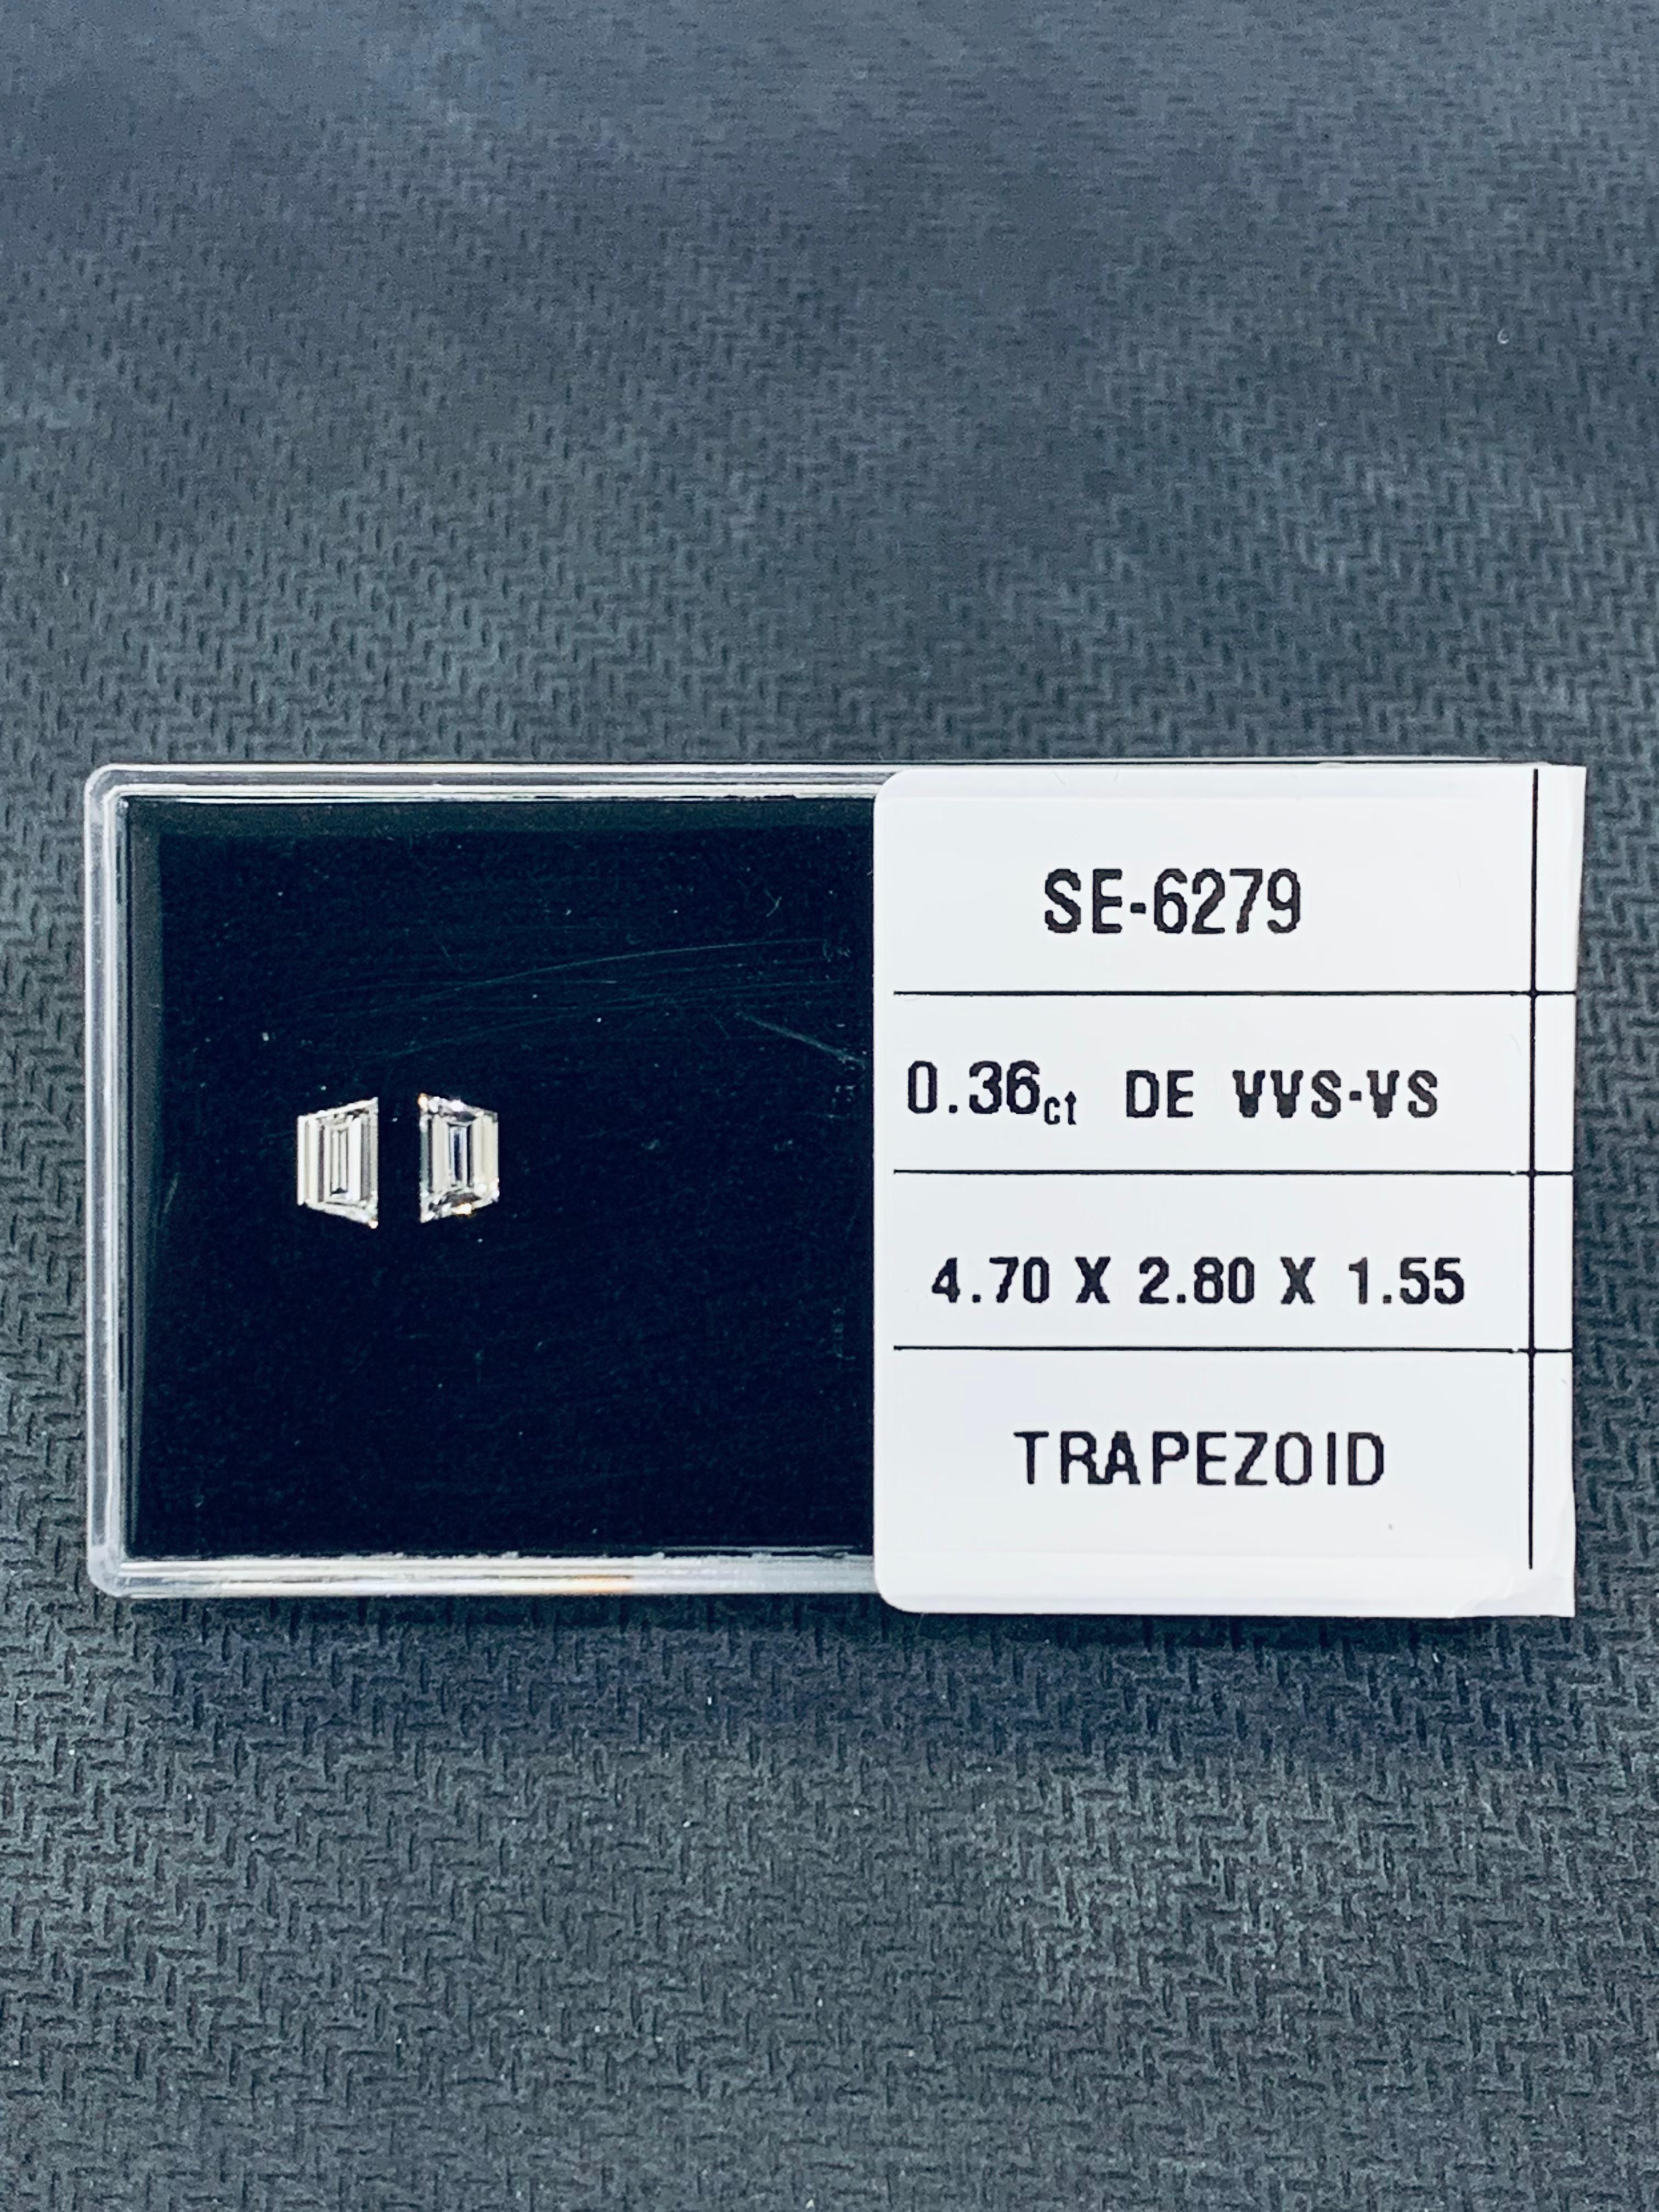 SE-6279
0.36ct DE VVS-VS
4.70 X 2.80 X 1.55
TRAPEZOID